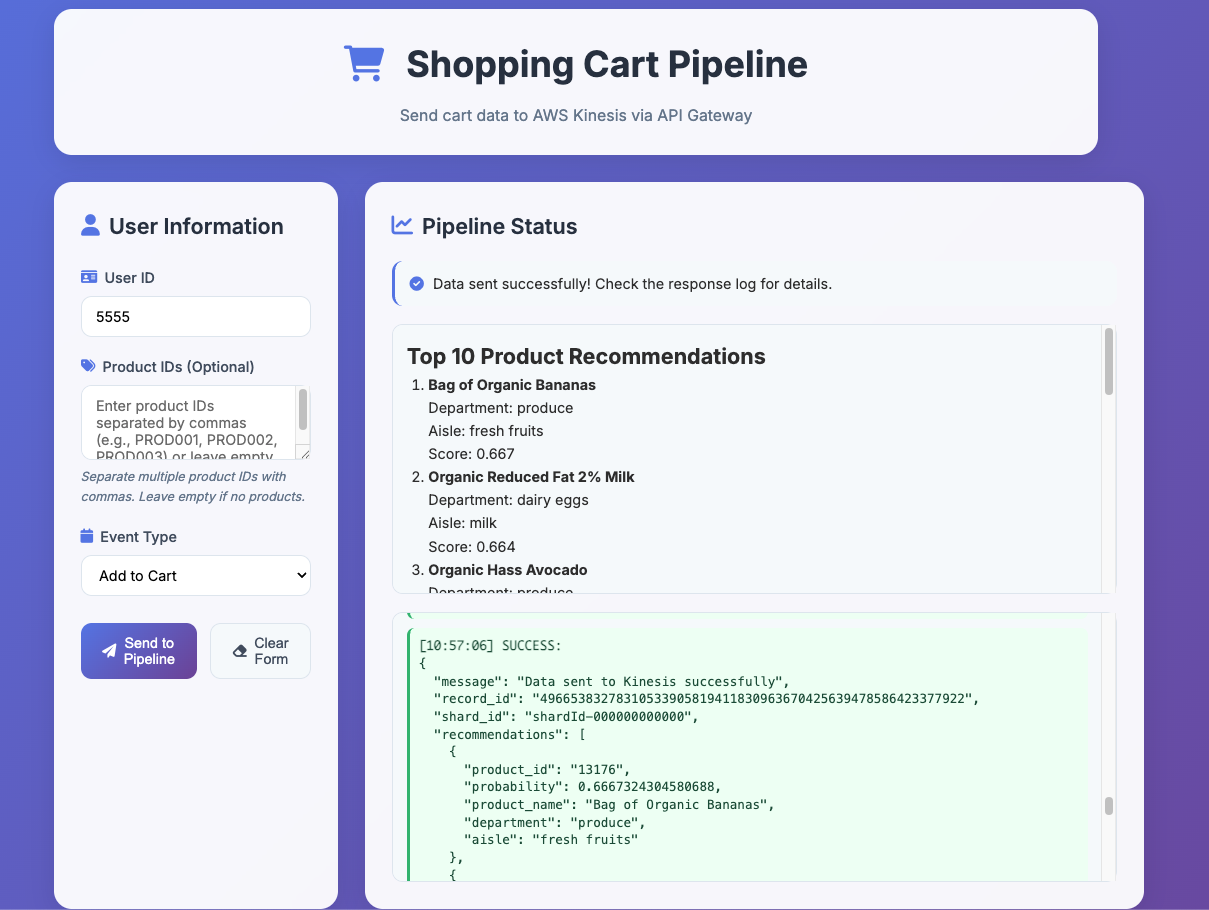 Shopping Cart Pipeline
Send cart data to AWS Kinesis via API Gateway
User Information
User ID
5555
Product IDs (Optional)
Enter product IDs
separated by commas
(e.g., PROD001, PROD002,
PROD003) or leave empty
Separate multiple product IDs with
commas. Leave empty if no products.
Event Type
Add to Cart
Send to
Pipeline
Clear
Form
Pipeline Status
Data sent successfully! Check the response log for details.
Top 10 Product Recommendations
1. Bag of Organic Bananas
Department: produce
Aisle: fresh fruits
Score: 0.667
2. Organic Reduced Fat 2% Milk
Department: dairy eggs
Aisle: milk
Score: 0.664
3. Organic Hass Avocado
Department: produce
[10:57:06] SUCCESS:
{
"message": "Data sent to Kinesis successfully",
"record_id": "49665383278310533905819411830963670425639478586423377922",
"shard_id": "shardId-000000000000",
"recommendations": [
{
"product_id": "13176",
"probability": 0.6667324304580688,
"product_name": "Bag of Organic Bananas",
"department": "produce",
"aisle": "fresh fruits"
},
{